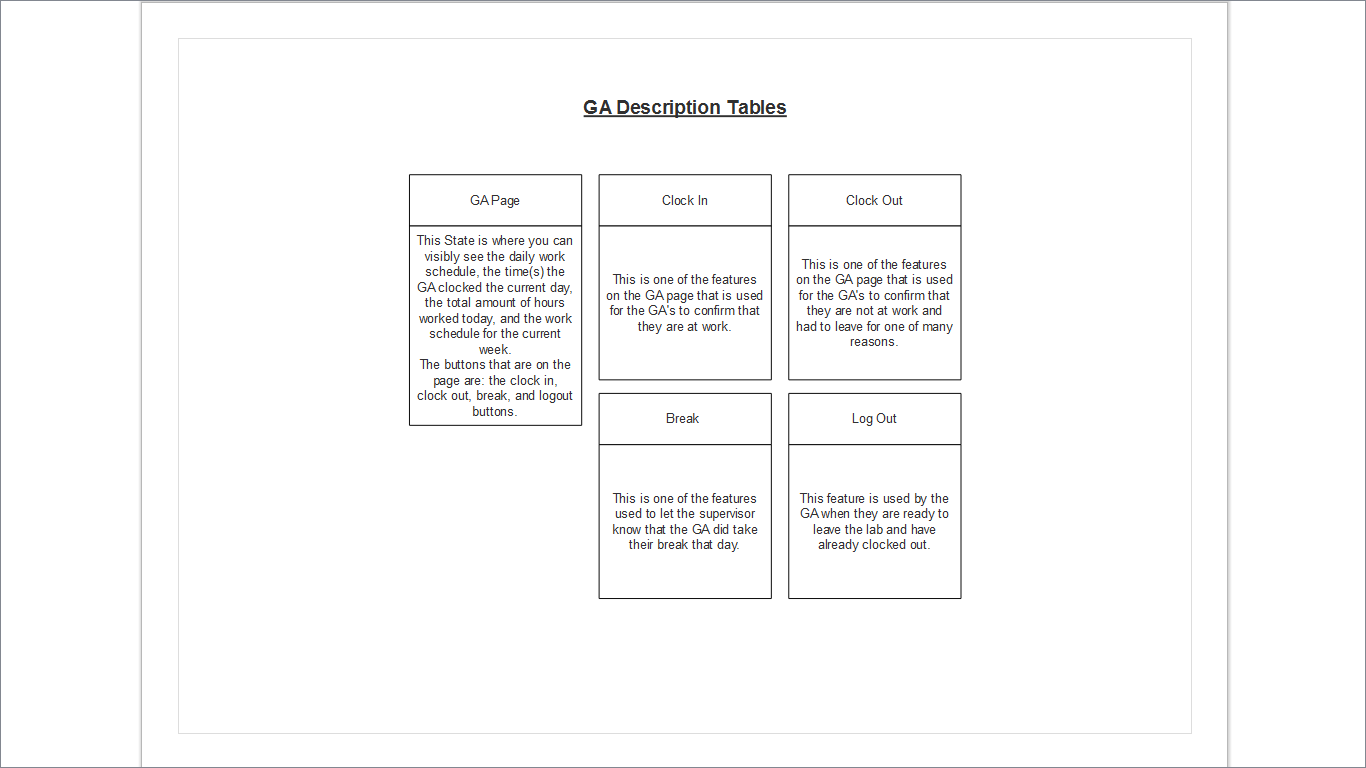 GA Description Tables
GA Page
This State is where you can
visibly see the daily work
schedule, the time(s) the
GA clocked the current day,
the total amount of hours
worked today, and the work
schedule for the current
week.
The buttons that are on the
page are: the clock in,
clock out, break, and logout
buttons.
Clock In
This is one of the features
on the GA page that is used
for the GA's to confirm that
they are at work.
Clock Out
This is one of the features
on the GA page that is used
for the GA's to confirm that
they are not at work and
had to leave for one of many
reasons.
Break
This is one of the features
used to let the supervisor
know that the GA did take
their break that day.
Log Out
This feature is used by the
GA when they are ready to
leave the lab and have
already clocked out.